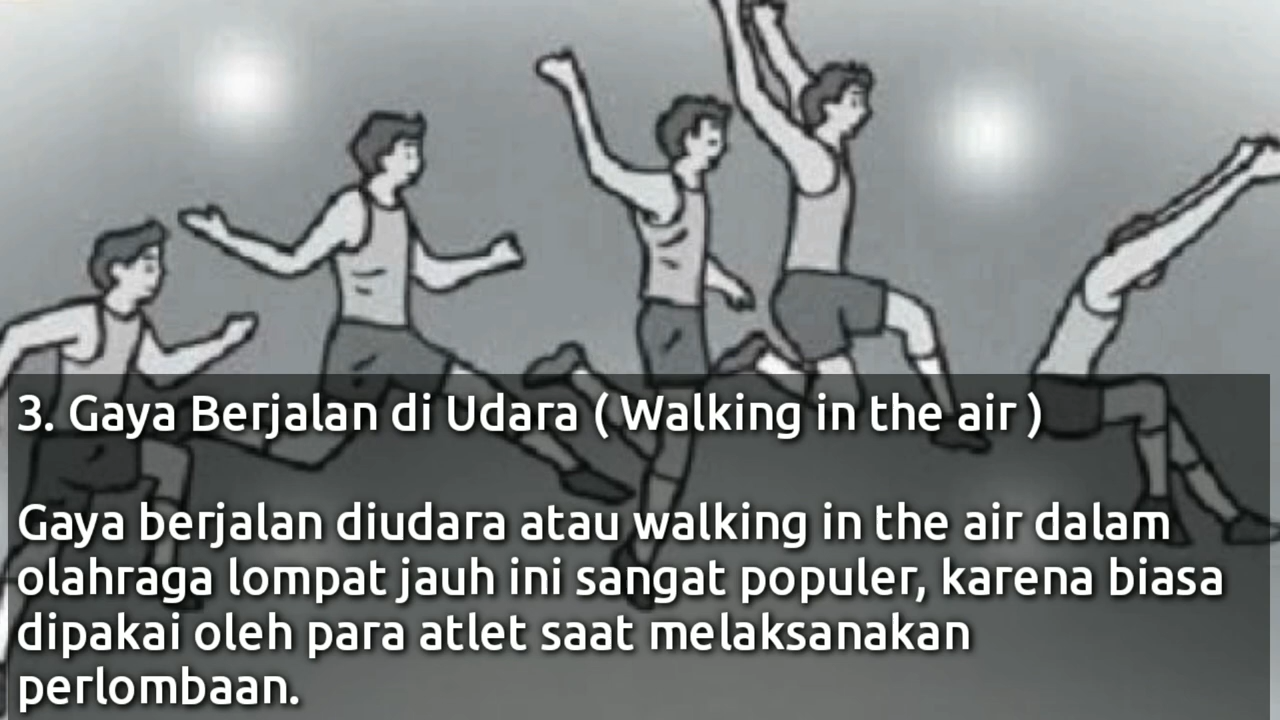 3. Gaya Berjalan di Udara ( Walking in the air )
Gaya berjalan diudara atau walking in the air dalam
olahraga lompat jauh ini sangat populer, karena biasa
dipakai oleh para atlet saat melaksanakan
perlombaan.